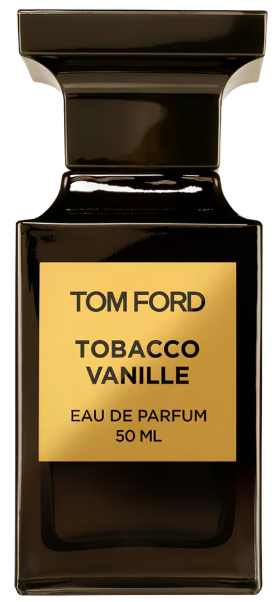 TOM FORD
TOBACCO
VANILLE
EAU DE PARFUM
50 ML